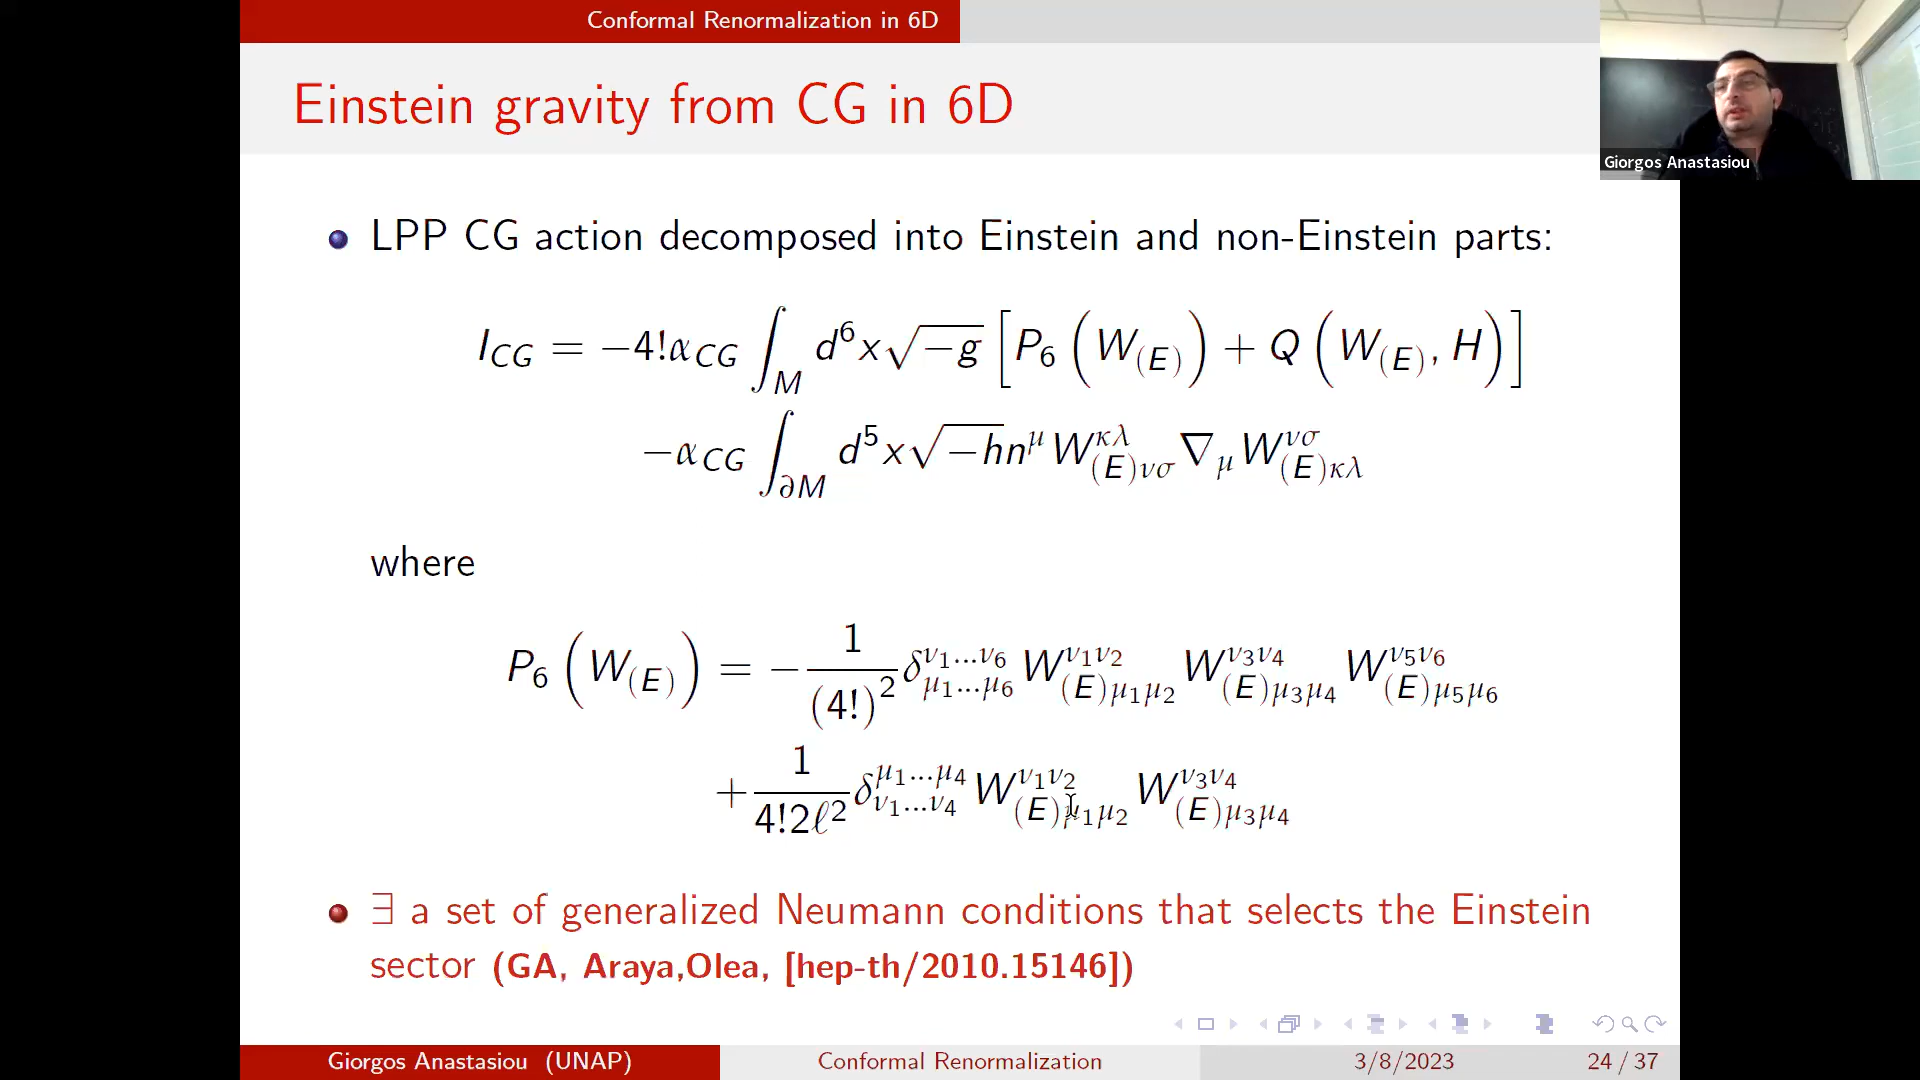 Conformal Renormalization in 6D
Einstein gravity from CG in 6D
Giorgos Anastasiou
LPP CG action decomposed into Einstein and non-Einstein parts:
I_{CG} = −4!α_{CG} ∫_M d^6x√−g [P_6 (W_{(E)}) + Q (W_{(E)}, H)]
−α_{CG} ∫_{∂M} d^5x√−h n^μ W^{κλ}_{(E)νσ} ∇_μ W^{νσ}_{(E)κλ}
where
P_6 (W_{(E)}) = − 1/(4!)^2 δ^{ν_1…ν_6}_{μ_1…μ_6} W^{ν_1ν_2}_{(E)μ_1μ_2} W^{ν_3ν_4}_{(E)μ_3μ_4} W^{ν_5ν_6}_{(E)μ_5μ_6}
+ 1/4!2ℓ^2 δ^{μ_1…μ_4}_{ν_1…ν_4} W^{ν_1ν_2}_{(E)μ_1μ_2} W^{ν_3ν_4}_{(E)μ_3μ_4}
∃ a set of generalized Neumann conditions that selects the Einstein
sector (GA, Araya,Olea, [hep-th/2010.15146])
Giorgos Anastasiou (UNAP)
Conformal Renormalization
3/8/2023
24 / 37